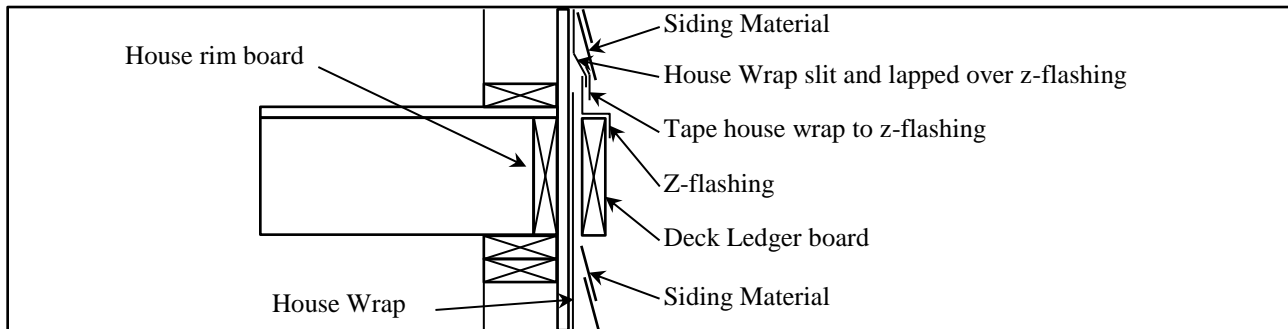 Siding Material
House rim board
House Wrap slit and lapped over z-flashing
Tape house wrap to z-flashing
Z-flashing
Deck Ledger board
House Wrap
Siding Material